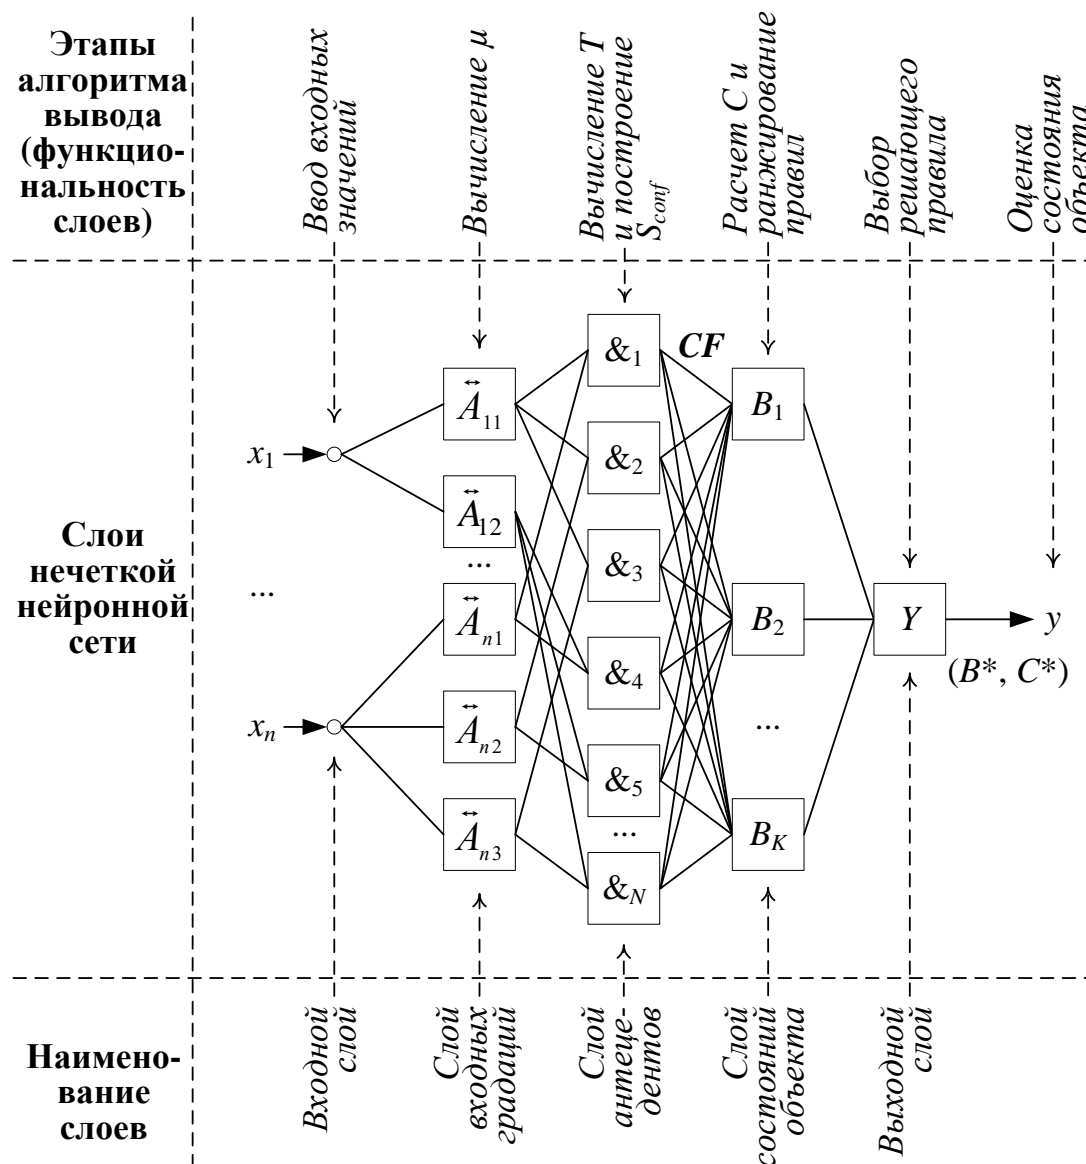 Этапы
алгоритма
вывода
(функцио-
нальность
слоев)
Ввод входных
значений
Вычисление μ
Вычисление T
и построение
S_conf
Расчет C и
ранжирование
правил
Выбор
решающего
правила
Оценка
состояния
объекта
Слои
нечеткой
нейронной
сети
x₁
...
xₙ
A₁₁
A₁₂
...
Aₙ₁
Aₙ₂
Aₙ₃
&₁
&₂
&₃
&₄
&₅
...
&_N
CF
B₁
B₂
...
B_K
Y
y
(B*, C*)
Наимено-
вание
слоев
Входной
слой
Слой
входных
градаций
Слой
антеце-
дентов
Слой
состояний
объекта
Выходной
слой